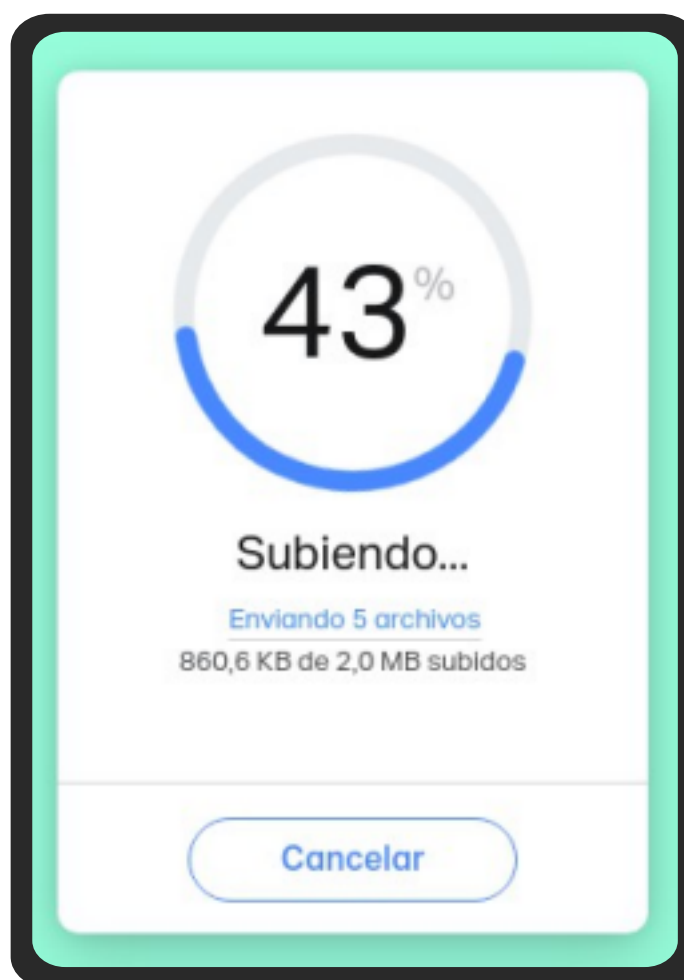 43%
Subiendo...
Enviando 5 archivos
860,6 KB de 2,0 MB subidos
Cancelar